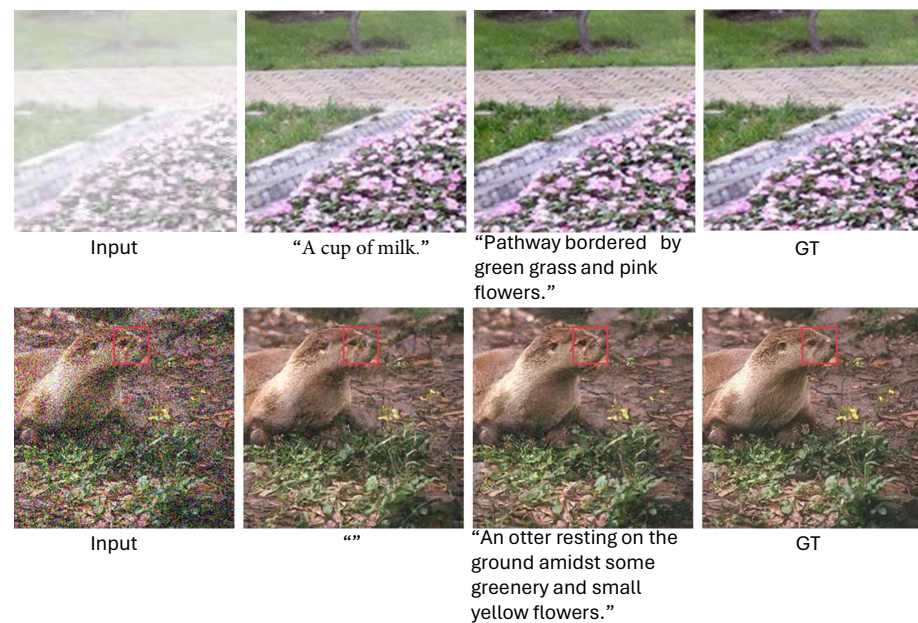 Input
“A cup of milk.”
“Pathway bordered by
green grass and pink
flowers.”
GT
Input
“”
“An otter resting on the
ground amidst some
greenery and small
yellow flowers.”
GT